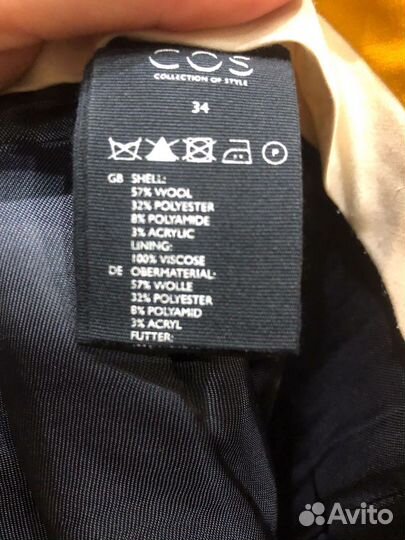 COS
COLLECTION OF STYLE
34
P
GB SHELL:
57% WOOL
32% POLYESTER
8% POLYAMIDE
3% ACRYLIC
LINING:
100% VISCOSE
DE OBERMATERIAL:
57% WOLLE
32% POLYESTER
8% POLYAMID
3% ACRYL
FUTTER:
Avito